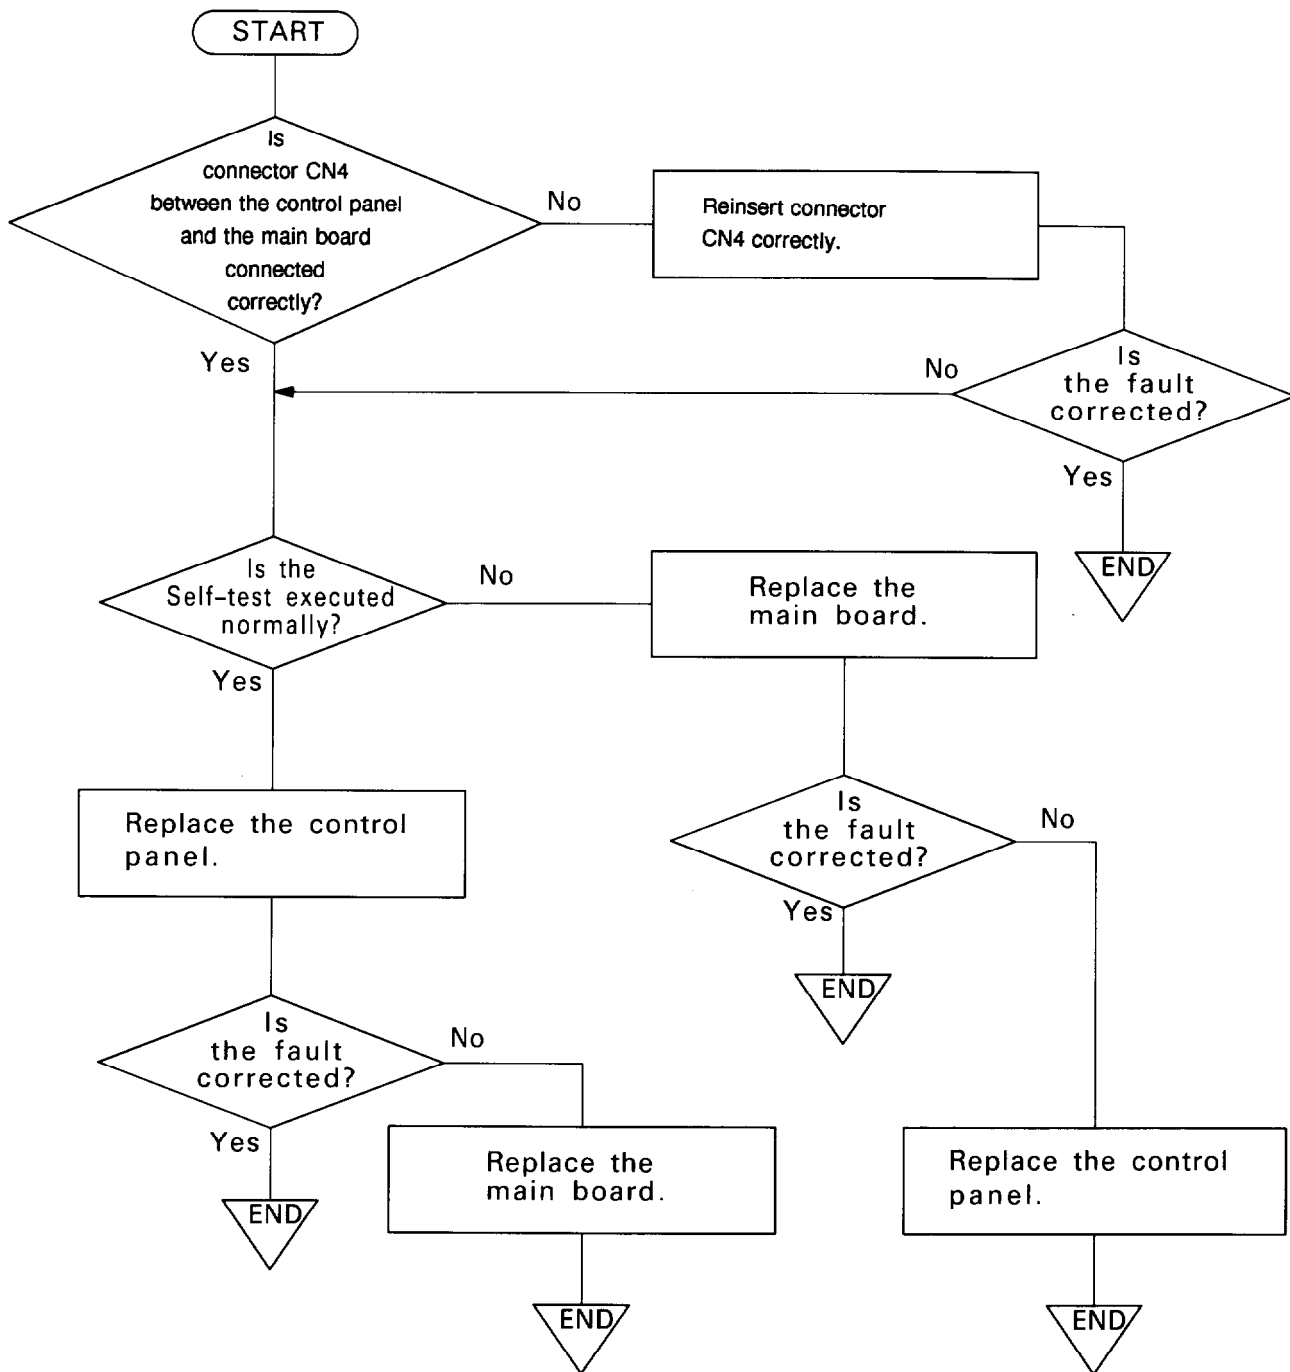 START
Is
connector CN4
between the control panel
and the main board
connected
correctly?
No
Reinsert connector
CN4 correctly.
Yes
Is
the fault
corrected?
No
Yes
END
Is the
Self-test executed
normally?
No
Replace the
main board.
Yes
Replace the control
panel.
Is
the fault
corrected?
No
Yes
END
Is
the fault
corrected?
No
Yes
END
Replace the
main board.
END
Replace the control
panel.
END